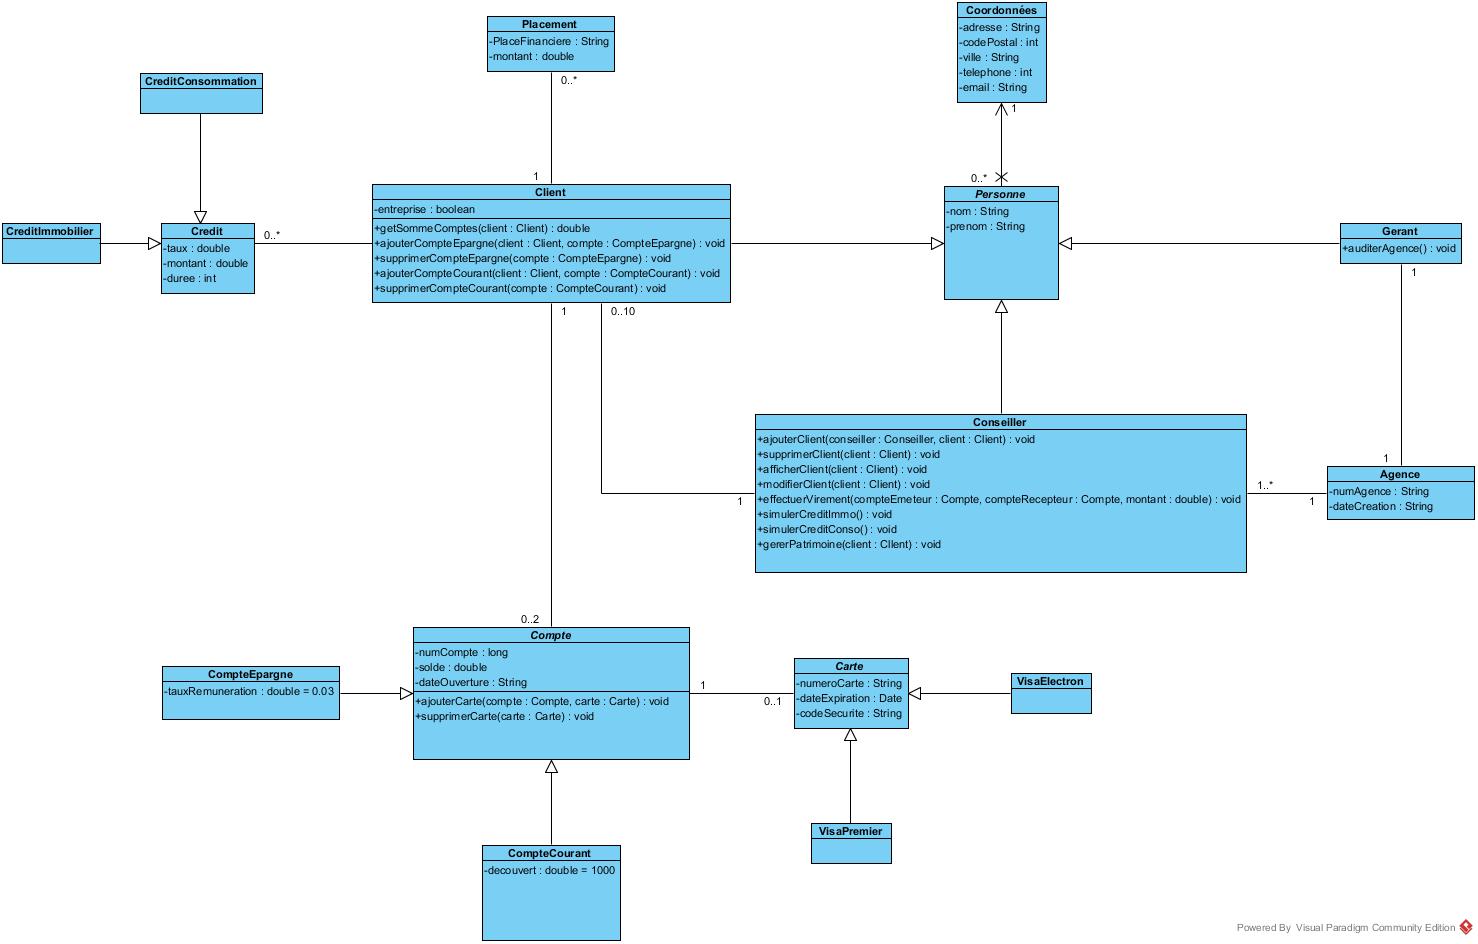 Placement
-PlaceFinanciere : String
-montant : double
0..*
Coordonnées
-adresse : String
-codePostal : int
-ville : String
-telephone : int
-email : String
1
CreditConsommation
1
0..*
Client
-entreprise : boolean
+getSommeComptes(client : Client) : double
+ajouterCompteEpargne(client : Client, compte : CompteEpargne) : void
+supprimerCompteEpargne(compte : CompteEpargne) : void
+ajouterCompteCourant(client : Client, compte : CompteCourant) : void
+supprimerCompteCourant(compte : CompteCourant) : void
Personne
-nom : String
-prenom : String
CreditImmobilier
Credit
-taux : double
-montant : double
-duree : int
0..*
Gerant
+auditerAgence() : void
1
1
0..10
Conseiller
+ajouterClient(conseiller : Conseiller, client : Client) : void
+supprimerClient(client : Client) : void
+afficherClient(client : Client) : void
+modifierClient(client : Client) : void
+effectuerVirement(compteEmeteur : Compte, compteRecepteur : Compte, montant : double) : void
+simulerCreditImmo() : void
+simulerCreditConso() : void
+gererPatrimoine(client : CIlent) : void
1
1..*
1
1
Agence
-numAgence : String
-dateCreation : String
0..2
Compte
-numCompte : long
-solde : double
-dateOuverture : String
+ajouterCarte(compte : Compte, carte : Carte) : void
+supprimerCarte(carte : Carte) : void
CompteEpargne
-tauxRemuneration : double = 0.03
1
0..1
Carte
-numeroCarte : String
-dateExpiration : Date
-codeSecurite : String
VisaElectron
VisaPremier
CompteCourant
-decouvert : double = 1000
Powered By Visual Paradigm Community Edition